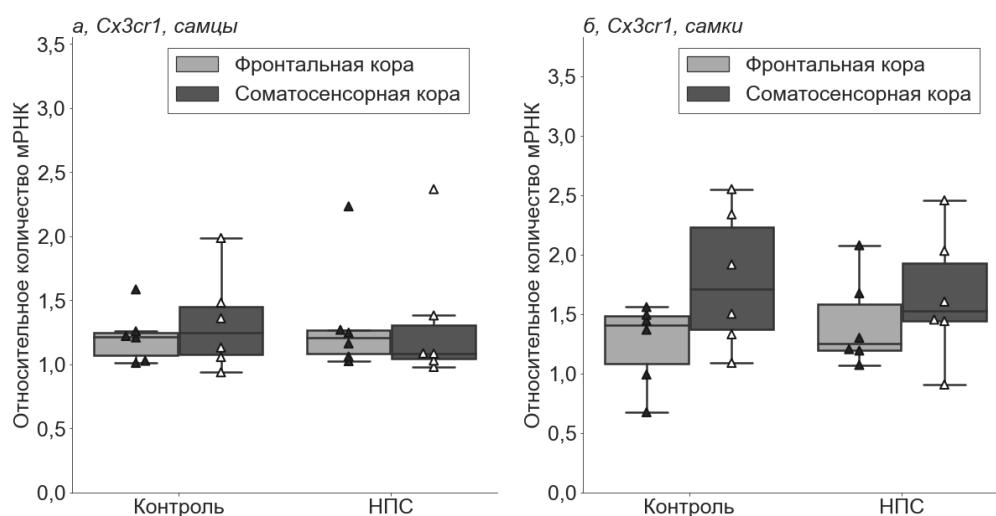 а, Cx3cr1, самцы
Относительное количество мРНК
3,5
3,0
2,5
2,0
1,5
1,0
0,5
0,0
Фронтальная кора
Соматосенсорная кора
Контроль
НПС
б, Cx3cr1, самки
Относительное количество мРНК
3,5
3,0
2,5
2,0
1,5
1,0
0,5
0,0
Фронтальная кора
Соматосенсорная кора
Контроль
НПС